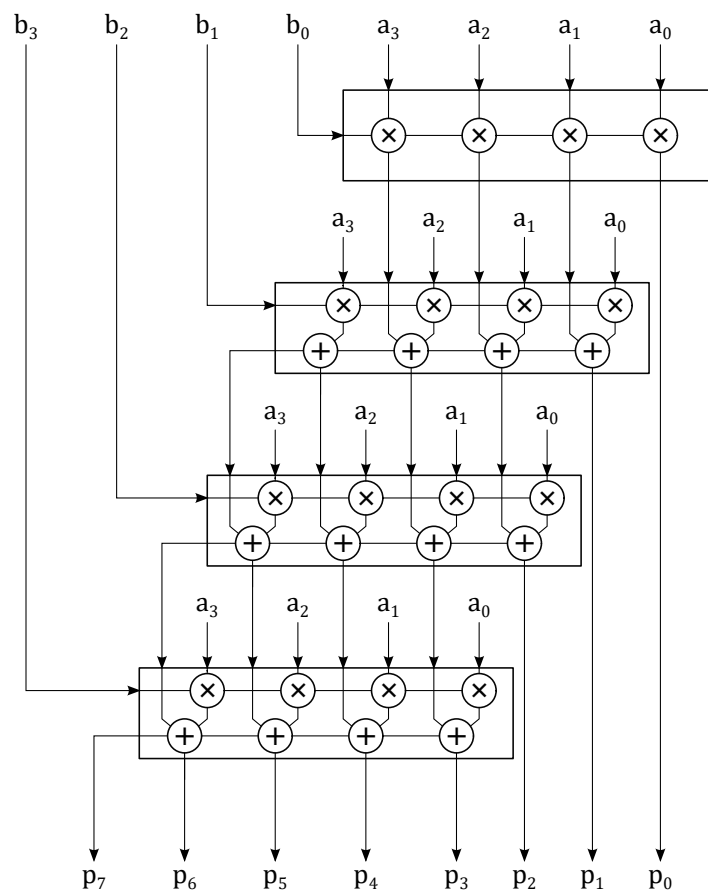 b₃ b₂ b₁ b₀ a₃ a₂ a₁ a₀
× × × ×
a₃ a₂ a₁ a₀
× × × ×
+ + + +
a₃ a₂ a₁ a₀
× × × ×
+ + + +
a₃ a₂ a₁ a₀
× × × ×
+ + + +
p₇ p₆ p₅ p₄ p₃ p₂ p₁ p₀